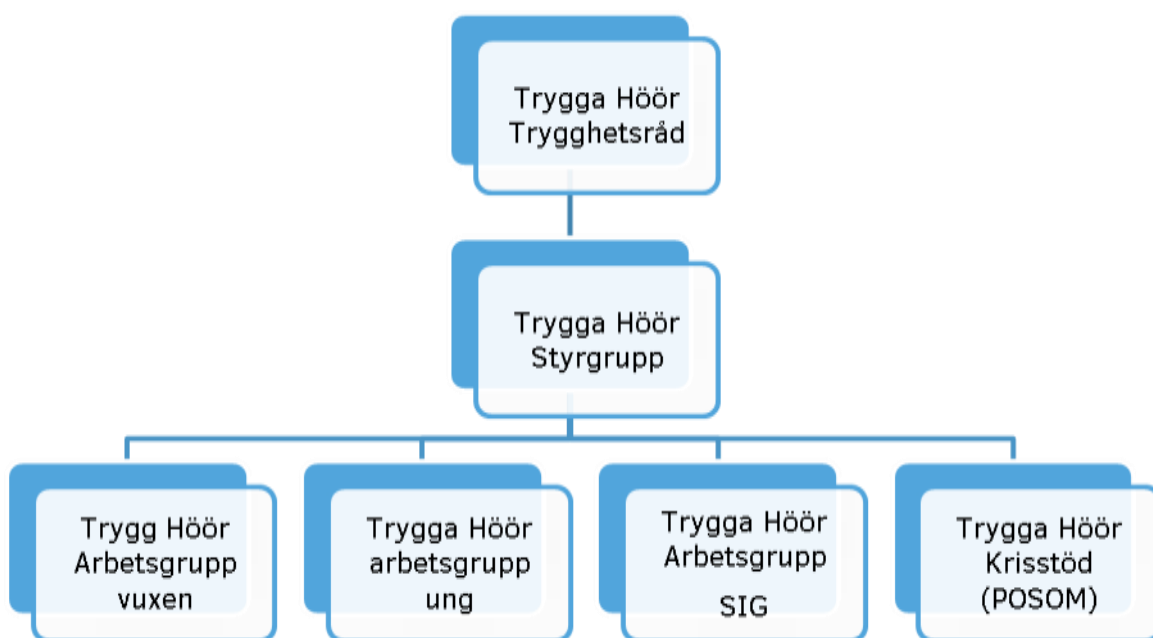 Trygga Höör
Trygghetsråd
Trygga Höör
Styrgrupp
Trygg Höör
Arbetsgrupp
vuxen
Trygga Höör
arbetsgrupp
ung
Trygga Höör
Arbetsgrupp
SIG
Trygga Höör
Krisstöd
(POSOM)